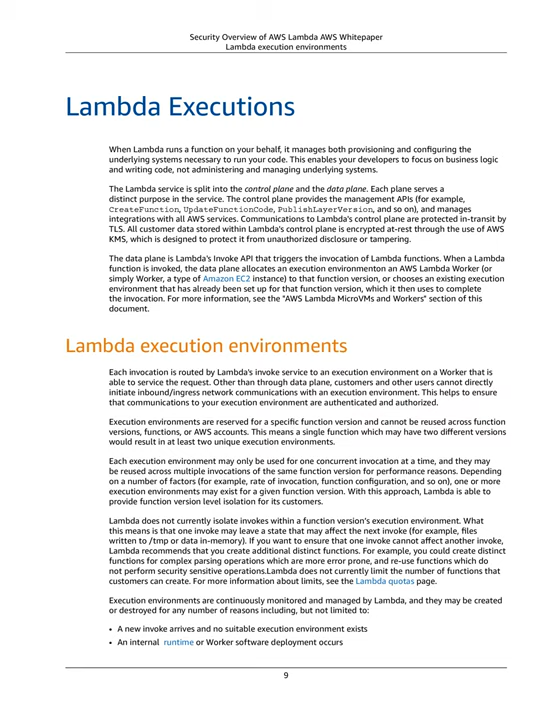 Security Overview of AWS Lambda AWS Whitepaper
Lambda execution environments
Lambda Executions
When Lambda runs a function on your behalf, it manages both provisioning and configuring the
underlying systems necessary to run your code. This enables your developers to focus on business logic
and writing code, not administering and managing underlying systems.
The Lambda service is split into the control plane and the data plane. Each plane serves a
distinct purpose in the service. The control plane provides the management APIs (for example,
CreateFunction, UpdateFunctionCode, PublishLayerVersion, and so on), and manages
integrations with all AWS services. Communications to Lambda's control plane are protected in-transit by
TLS. All customer data stored within Lambda's control plane is encrypted at-rest through the use of AWS
KMS, which is designed to protect it from unauthorized disclosure or tampering.
The data plane is Lambda's Invoke API that triggers the invocation of Lambda functions. When a Lambda
function is invoked, the data plane allocates an execution environmenton an AWS Lambda Worker (or
simply Worker, a type of Amazon EC2 instance) to that function version, or chooses an existing execution
environment that has already been set up for that function version, which it then uses to complete
the invocation. For more information, see the "AWS Lambda MicroVMs and Workers" section of this
document.
Lambda execution environments
Each invocation is routed by Lambda's invoke service to an execution environment on a Worker that is
able to service the request. Other than through data plane, customers and other users cannot directly
initiate inbound/ingress network communications with an execution environment. This helps to ensure
that communications to your execution environment are authenticated and authorized.
Execution environments are reserved for a specific function version and cannot be reused across function
versions, functions, or AWS accounts. This means a single function which may have two different versions
would result in at least two unique execution environments.
Each execution environment may only be used for one concurrent invocation at a time, and they may
be reused across multiple invocations of the same function version for performance reasons. Depending
on a number of factors (for example, rate of invocation, function configuration, and so on), one or more
execution environments may exist for a given function version. With this approach, Lambda is able to
provide function version level isolation for its customers.
Lambda does not currently isolate invokes within a function's execution environment. What
this means is that one invoke may leave a state that may affect the next invoke (for example, files
written to /tmp or data in-memory). If you want to ensure that one invoke cannot affect another invoke,
Lambda recommends that you create additional distinct functions. For example, you could create distinct
functions for complex parsing operations which are more error prone, and re-use functions which do
not perform security sensitive operations.Lambda does not currently limit the number of functions that
customers can create. For more information about limits, see the Lambda quotas page.
Execution environments are continuously monitored and managed by Lambda, and they may be created
or destroyed for any number of reasons including, but not limited to:
• A new invoke arrives and no suitable execution environment exists
• An internal runtime or Worker software deployment occurs
9